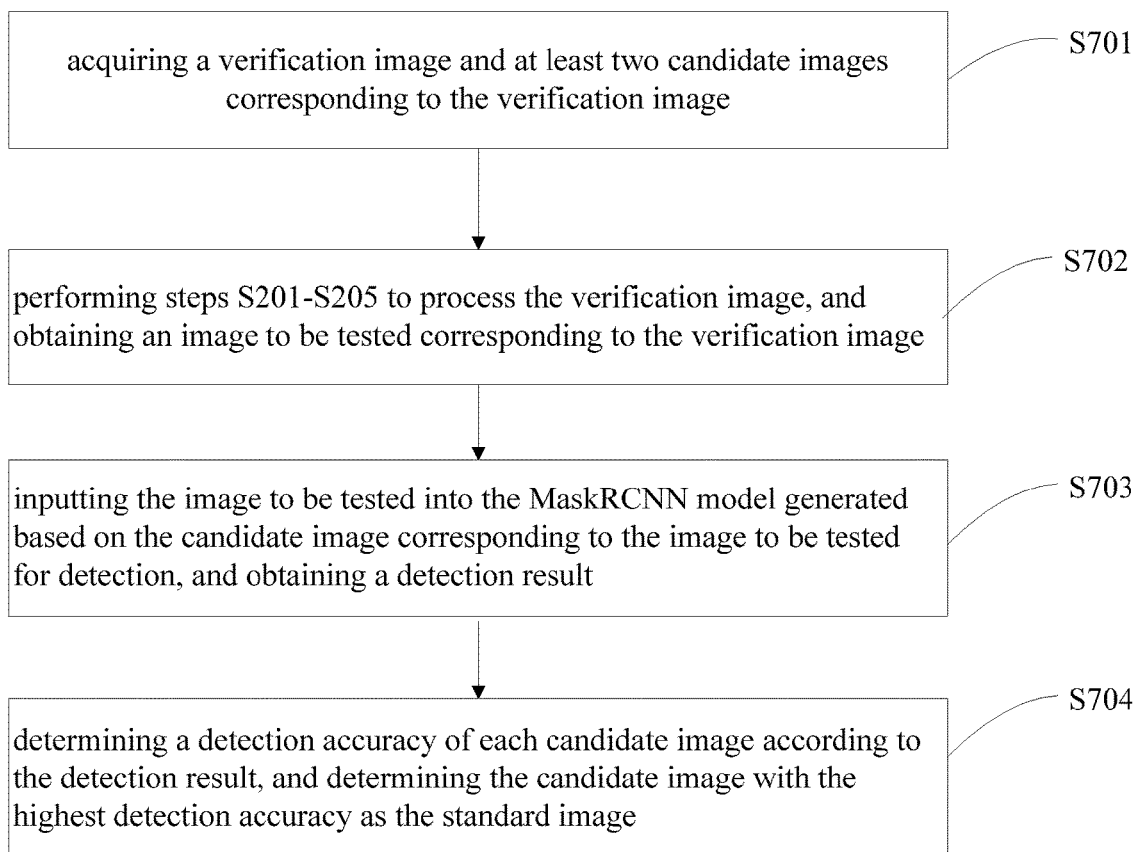 acquiring a verification image and at least two candidate images
corresponding to the verification image
S701
performing steps S201-S205 to process the verification image, and
obtaining an image to be tested corresponding to the verification image
S702
inputting the image to be tested into the MaskRCNN model generated
based on the candidate image corresponding to the image to be tested
for detection, and obtaining a detection result
S703
determining a detection accuracy of each candidate image according to
the detection result, and determining the candidate image with the
highest detection accuracy as the standard image
S704